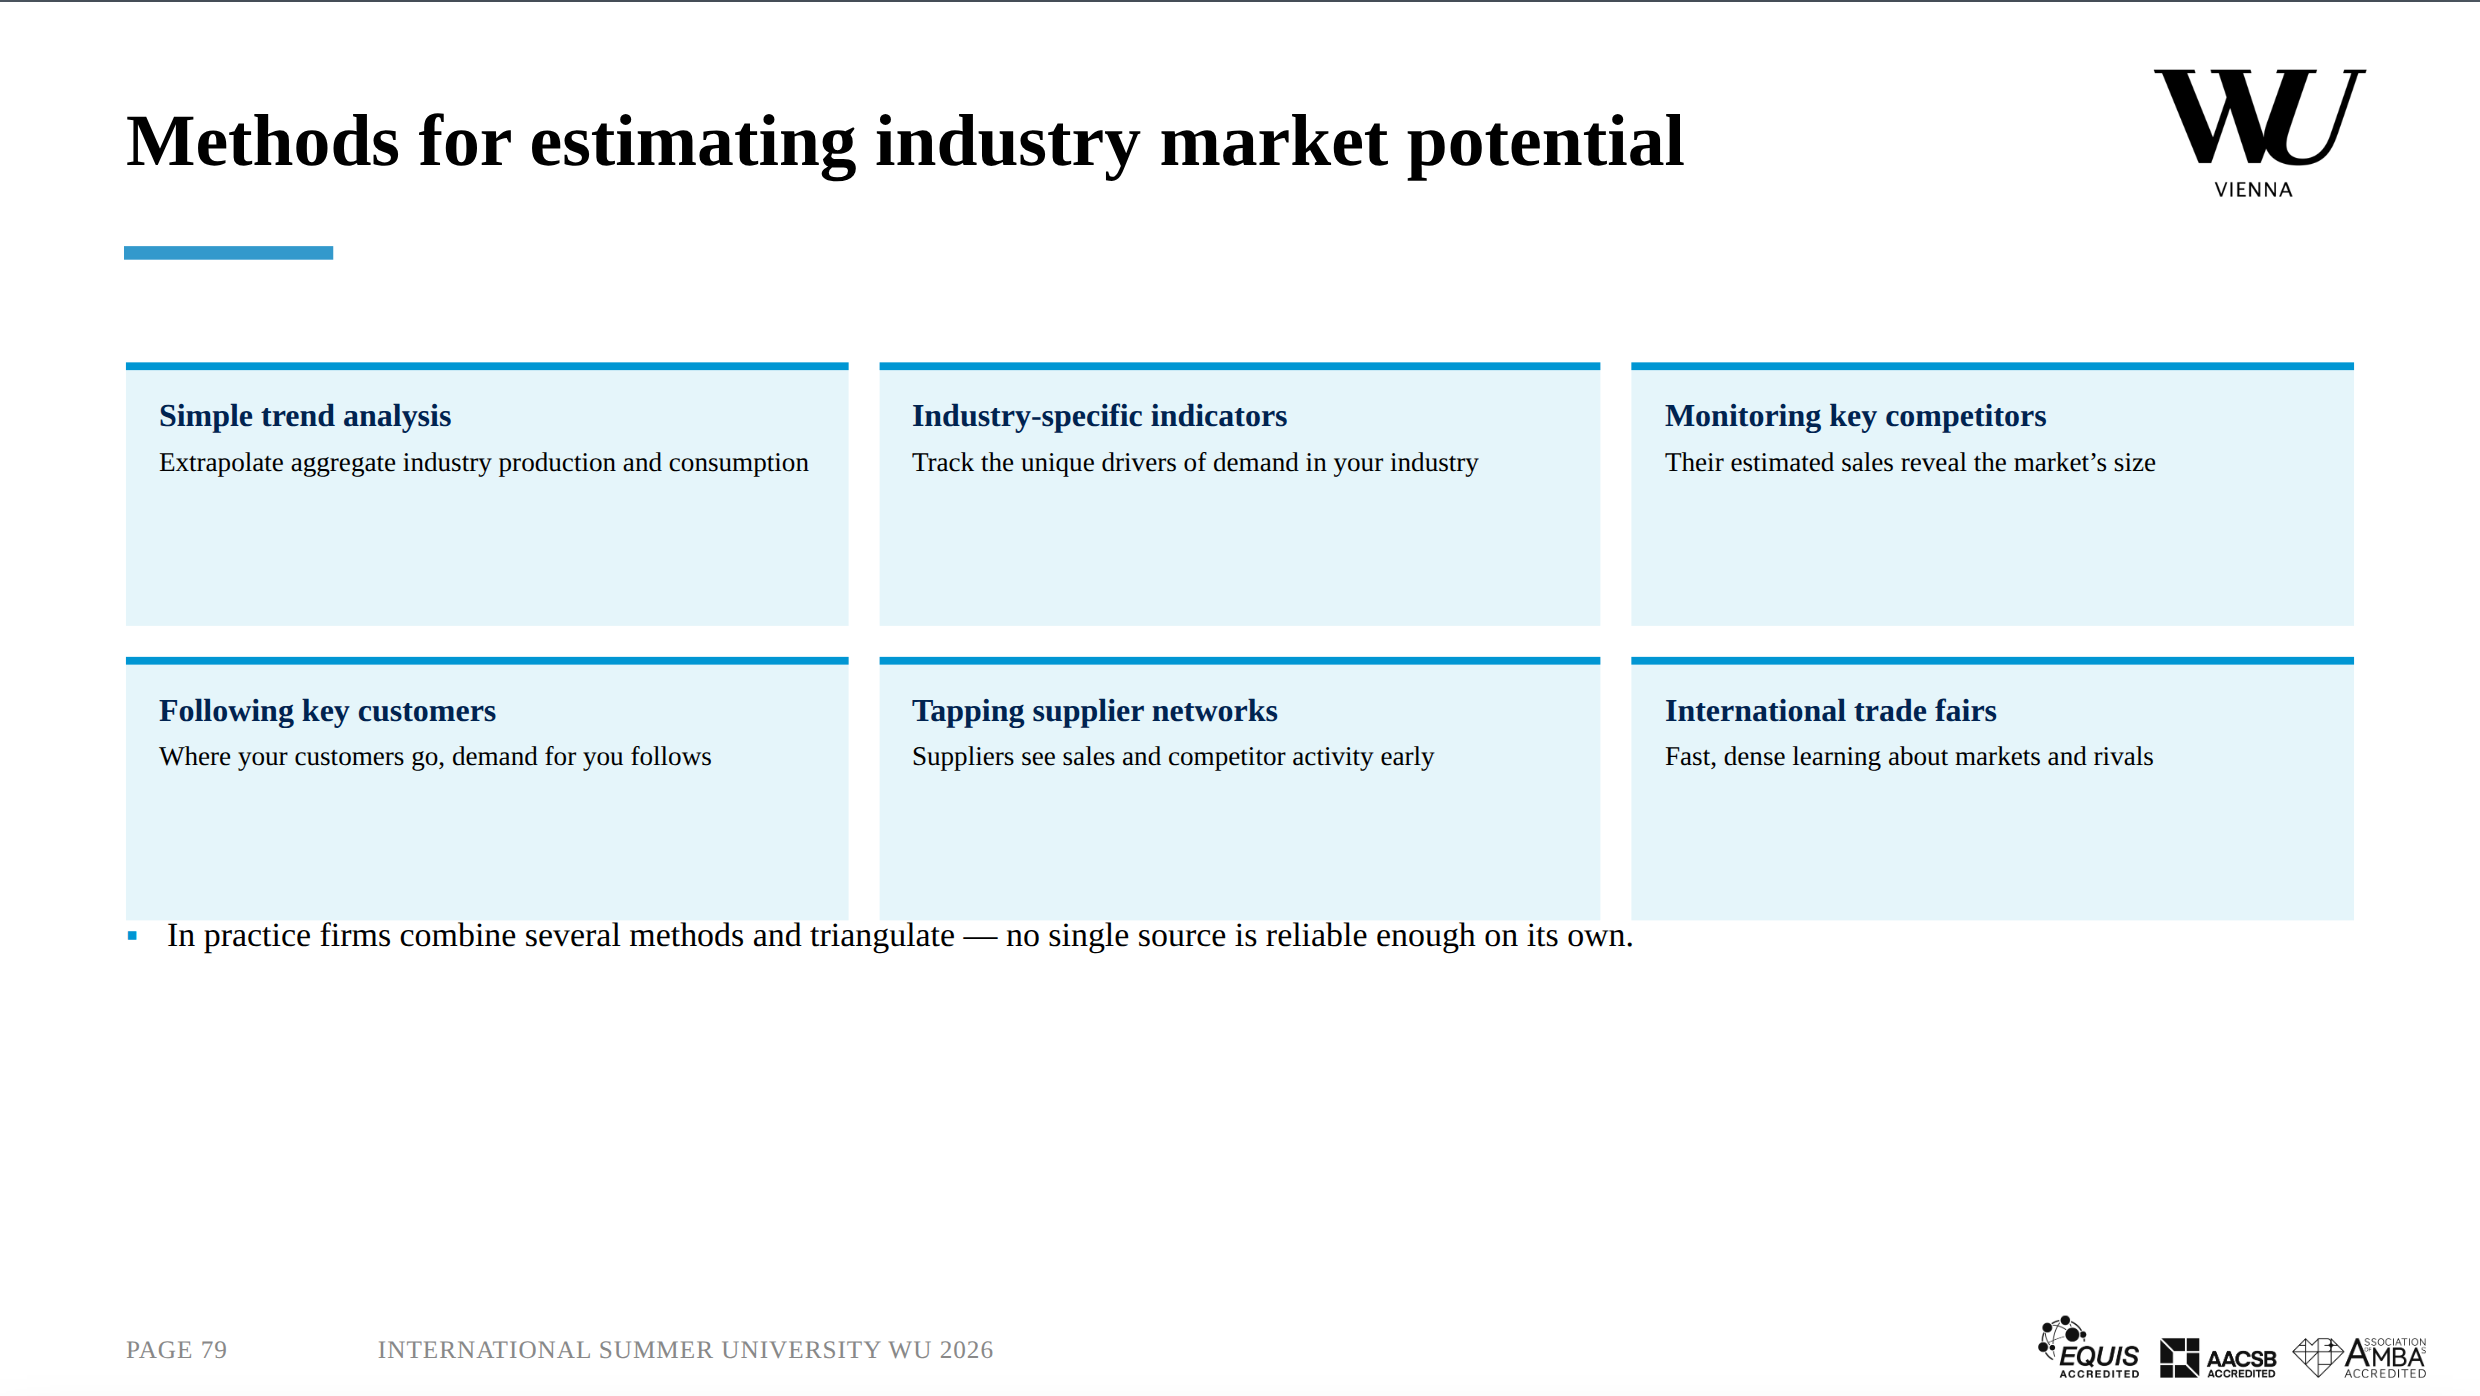 Methods for estimating industry market potential
WU
VIENNA
Simple trend analysis
Extrapolate aggregate industry production and consumption
Industry-specific indicators
Track the unique drivers of demand in your industry
Monitoring key competitors
Their estimated sales reveal the market’s size
Following key customers
Where your customers go, demand for you follows
Tapping supplier networks
Suppliers see sales and competitor activity early
International trade fairs
Fast, dense learning about markets and rivals
▪ In practice firms combine several methods and triangulate — no single source is reliable enough on its own.
PAGE 79
INTERNATIONAL SUMMER UNIVERSITY WU 2026
EQUIS
ACCREDITED
AACSB
ACCREDITED
ASSOCIATION
OF
AMBAS
ACCREDITED